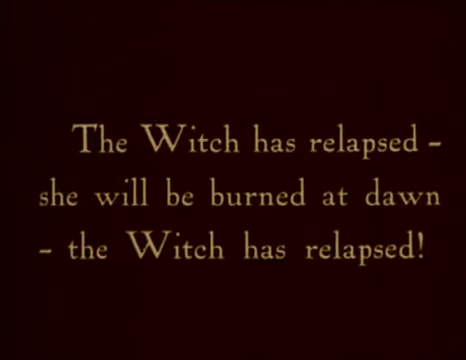 The Witch has relapsed –
she will be burned at dawn
– the Witch has relapsed!